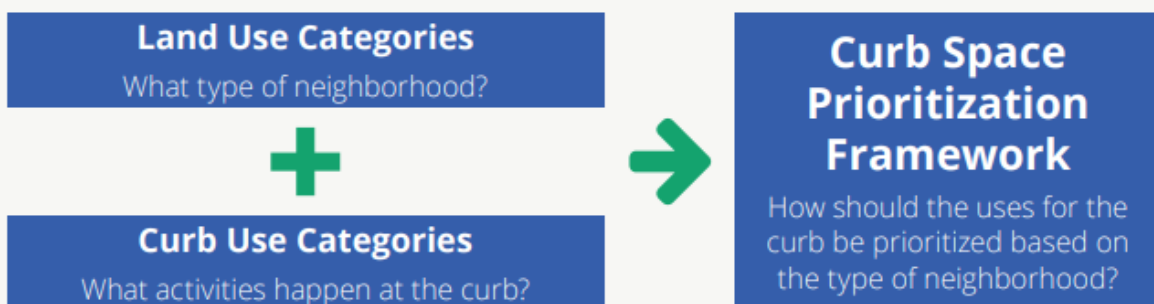 Land Use Categories
What type of neighborhood?
Curb Use Categories
What activities happen at the curb?
Curb Space
Prioritization
Framework
How should the uses for the
curb be prioritized based on
the type of neighborhood?